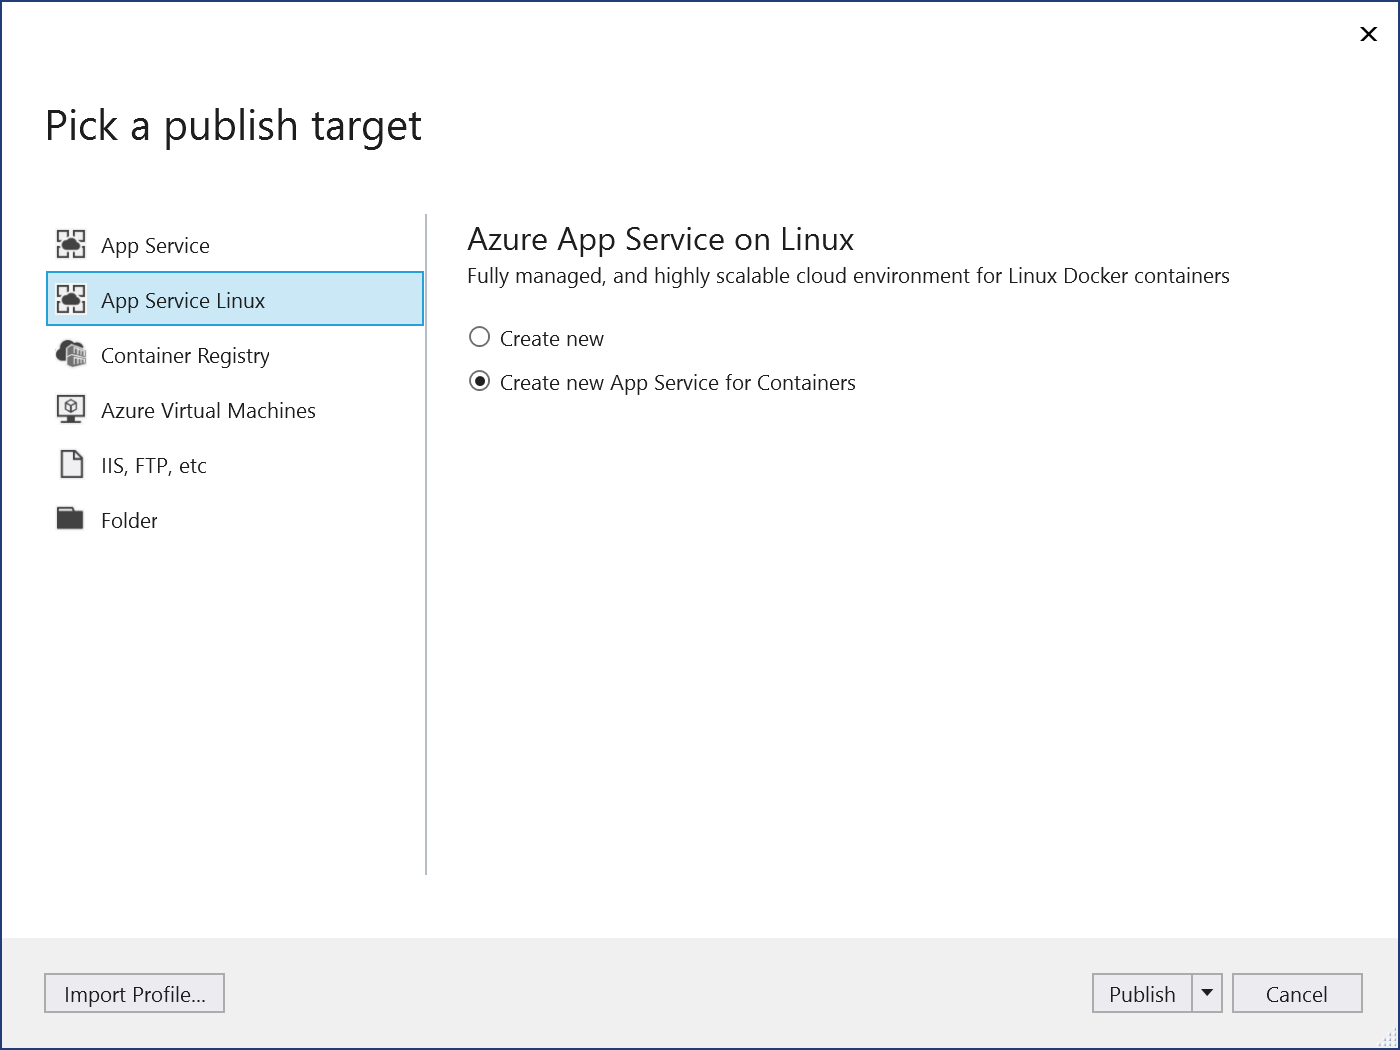 Pick a publish target
App Service
App Service Linux
Container Registry
Azure Virtual Machines
IIS, FTP, etc
Folder
Azure App Service on Linux
Fully managed, and highly scalable cloud environment for Linux Docker containers
Create new
Create new App Service for Containers
Import Profile...
Publish
Cancel